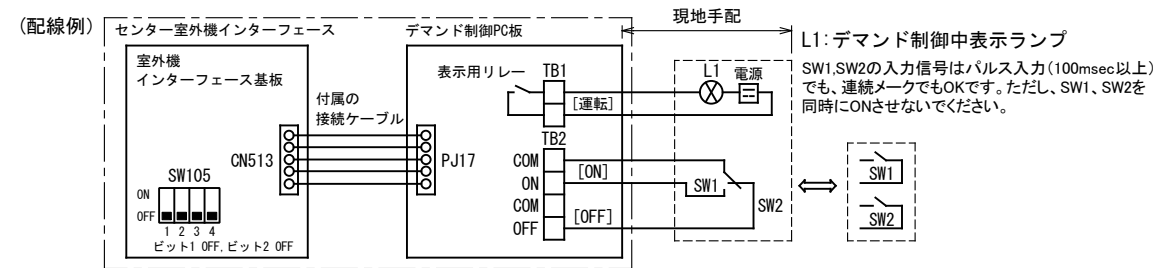 (配線例)
センター室外機インターフェース
デマンド制御PC板
現地手配
室外機
インターフェース基板
付属の
接続ケーブル
表示用リレー
TB1
[運転]
L1
電源
L1:デマンド制御中表示ランプ
SW1,SW2の入力信号はパルス入力(100msec以上)
でも、連続メークでもOKです。ただし、SW1、SW2を
同時にONさせないでください。
CN513
PJ17
TB2
COM
ON
COM
OFF
[ON]
[OFF]
SW1
SW2
SW1
SW2
SW105
ON
OFF
1 2 3 4
ビット1 OFF,ビット2 OFF